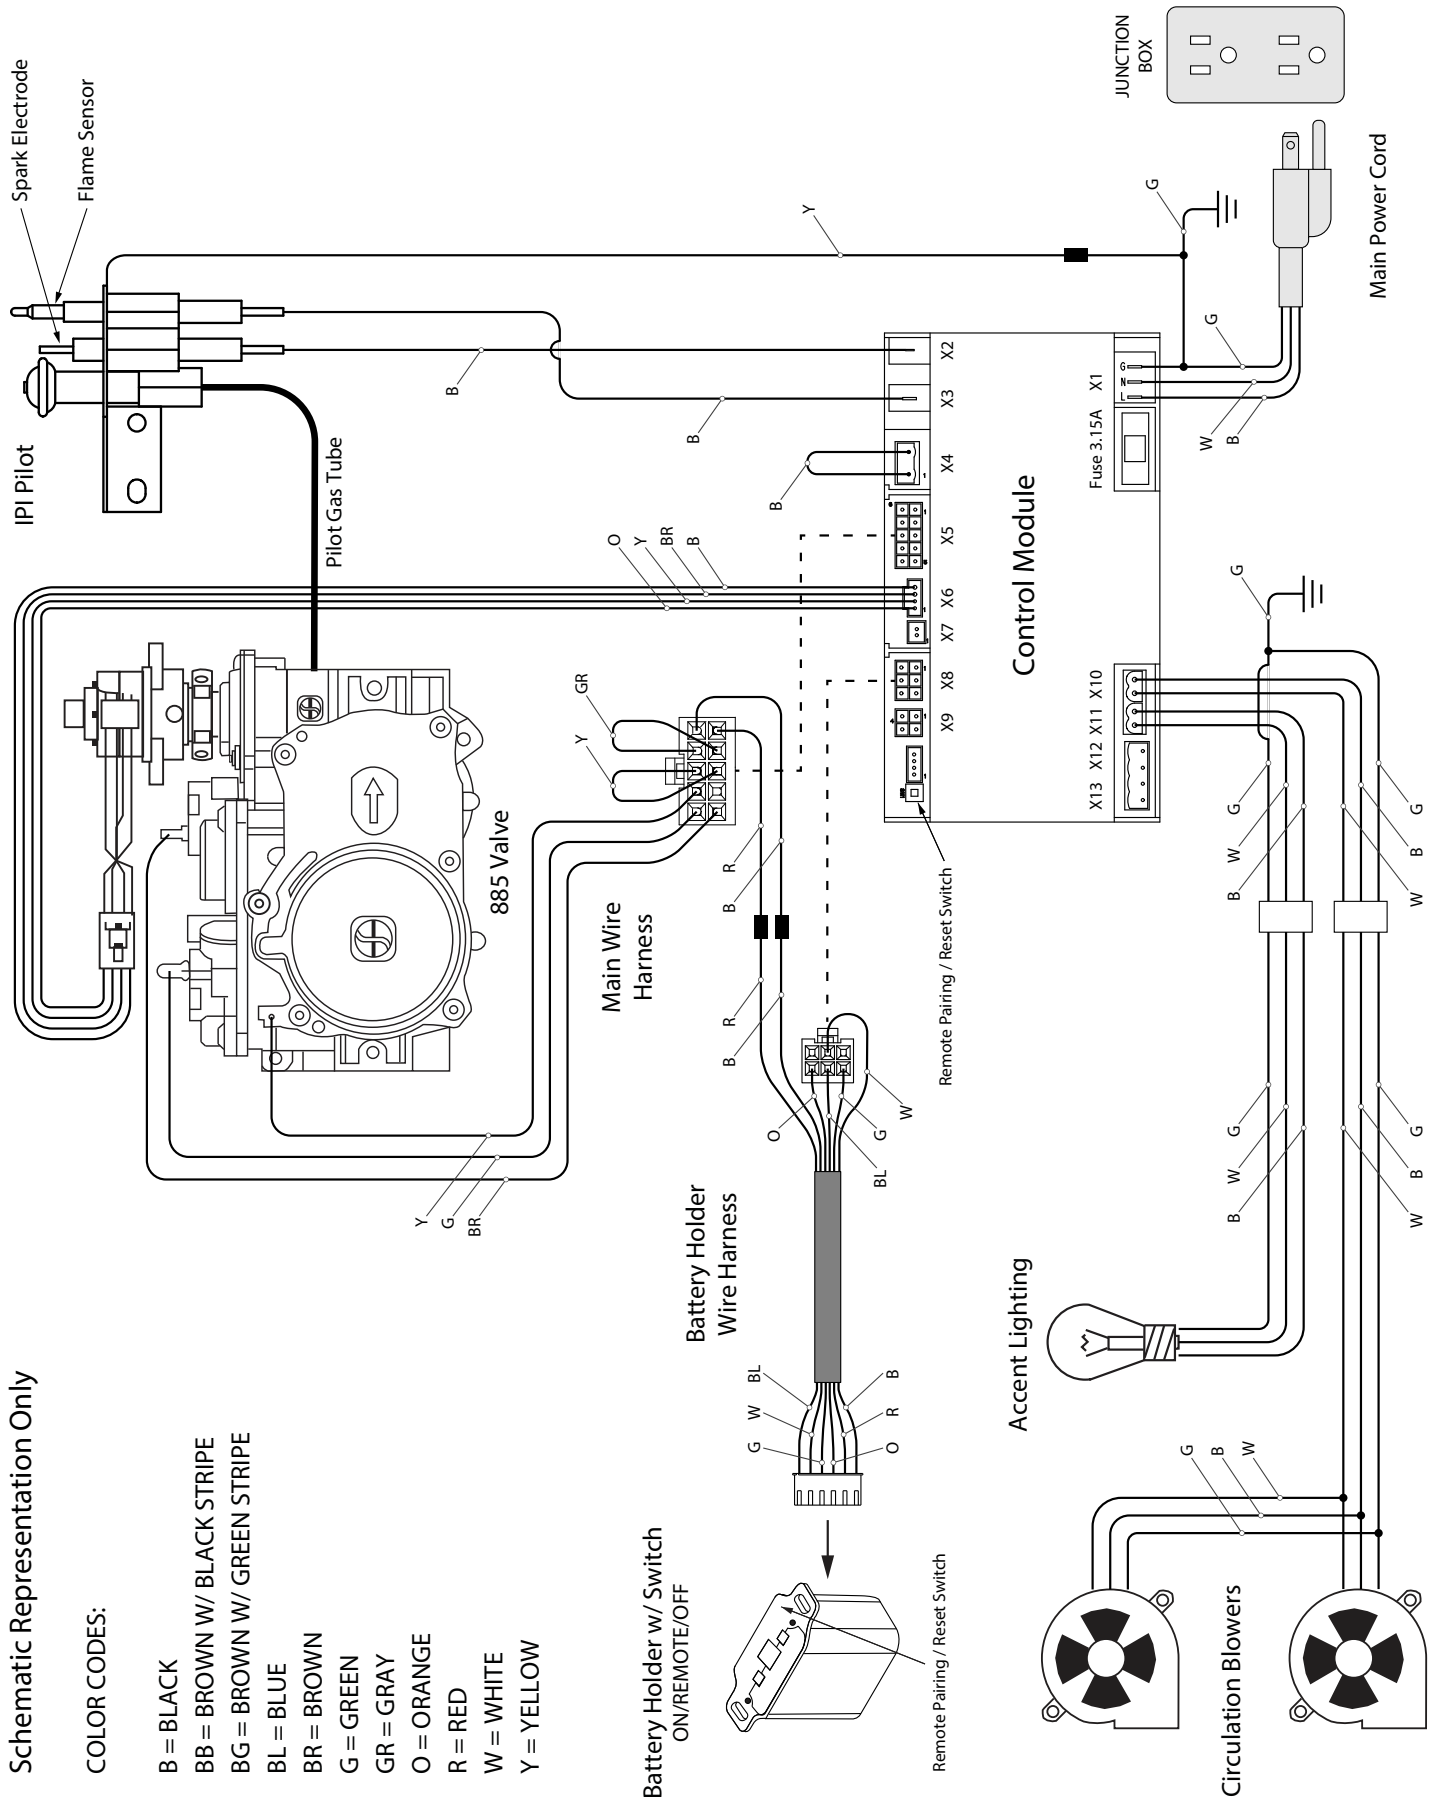 Schematic Representation Only
COLOR CODES:
B = BLACK
BB = BROWN W/ BLACK STRIPE
BG = BROWN W/ GREEN STRIPE
BL = BLUE
BR = BROWN
G = GREEN
GR = GRAY
O = ORANGE
R = RED
W = WHITE
Y = YELLOW
IPI Pilot
Spark Electrode
Flame Sensor
Pilot Gas Tube
885 Valve
Y
G
BR
GR
Y
O
Y
BR
B
B
B
B
Y
Main Wire
Harness
R
B
R
B
Battery Holder
Wire Harness
O
BL
G
W
BL
W
G
B
R
O
Battery Holder w/ Switch
ON/REMOTE/OFF
Remote Pairing / Reset Switch
Remote Pairing / Reset Switch
X9
X8
X7
X6
X5
X4
X3
X2
Control Module
X13
X12
X11
X10
Fuse 3.15A
X1
L
N
G
G
G
W
B
JUNCTION
BOX
Main Power Cord
Accent Lighting
G
G
W
B
G
B
W
G
W
B
G
B
W
G
B
W
Circulation Blowers